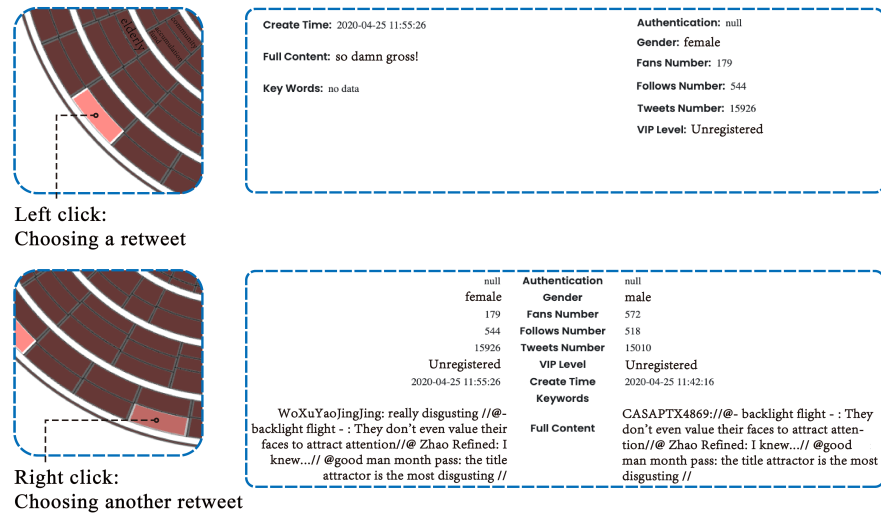 elderly
community
accumulation
and
Create Time: 2020-04-25 11:55:26
Full Content: so damn gross!
Key Words: no data
Authentication: null
Gender: female
Fans Number: 179
Follows Number: 544
Tweets Number: 15926
VIP Level: Unregistered
Left click:
Choosing a retweet
null Authentication null
female Gender male
179 Fans Number 572
544 Follows Number 518
15926 Tweets Number 15010
Unregistered VIP Level Unregistered
2020-04-25 11:55:26 Create Time 2020-04-25 11:42:16
Keywords
Full Content
WoXuYaoJingJing: really disgusting //@-
backlight flight - : They don't even value their
faces to attract attention//@ Zhao Refined: I
knew...// @good man month pass: the title
attractor is the most disgusting //
CASAPTX4869://@- backlight flight - : They
don't even value their faces to attract atten-
tion//@ Zhao Refined: I knew...// @good
man month pass: the title attractor is the most
disgusting //
Right click:
Choosing another retweet